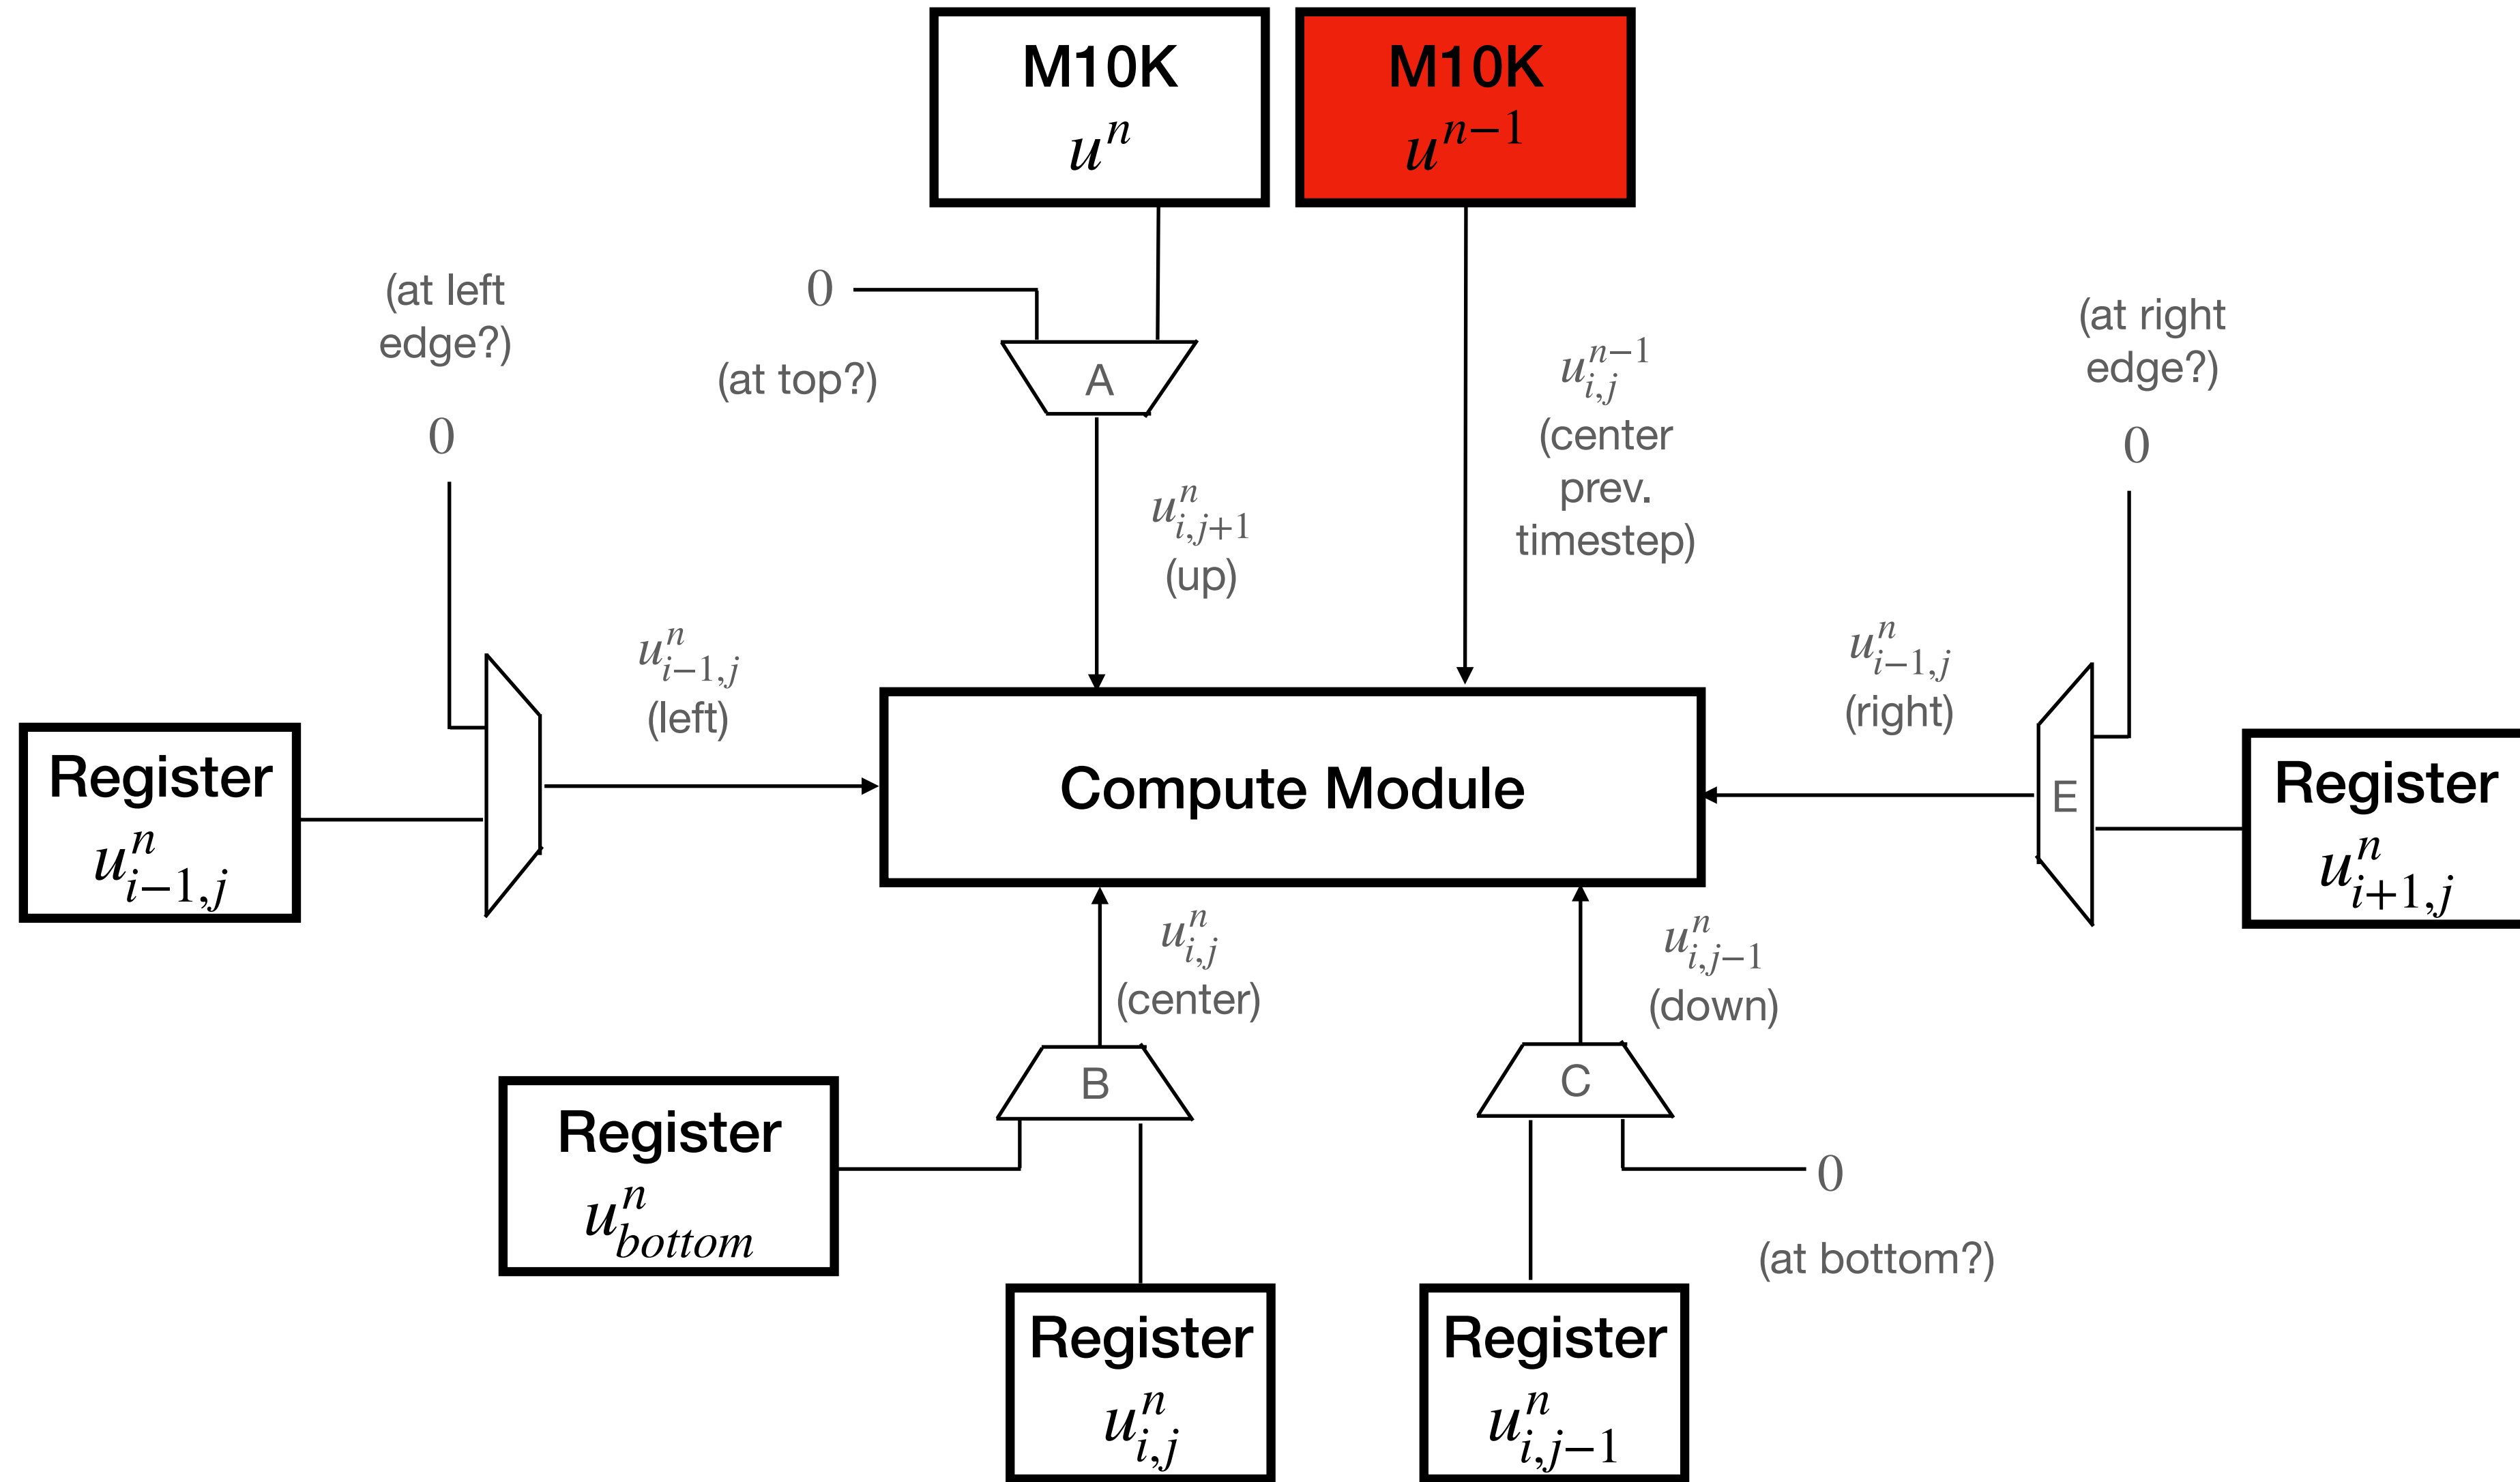 M10K
uⁿ
M10K
uⁿ⁻¹
(at left
edge?)
0
0
(at top?)
A
(at right
edge?)
0
u^{n−1}_{i,j}
(center
prev.
timestep)
u^n_{i,j+1}
(up)
u^n_{i−1,j}
(left)
u^n_{i−1,j}
(right)
Register
u^n_{i−1,j}
Compute Module
E
Register
u^n_{i+1,j}
u^n_{i,j}
(center)
u^n_{i,j−1}
(down)
B
C
Register
u^n_{bottom}
0
(at bottom?)
Register
u^n_{i,j}
Register
u^n_{i,j−1}